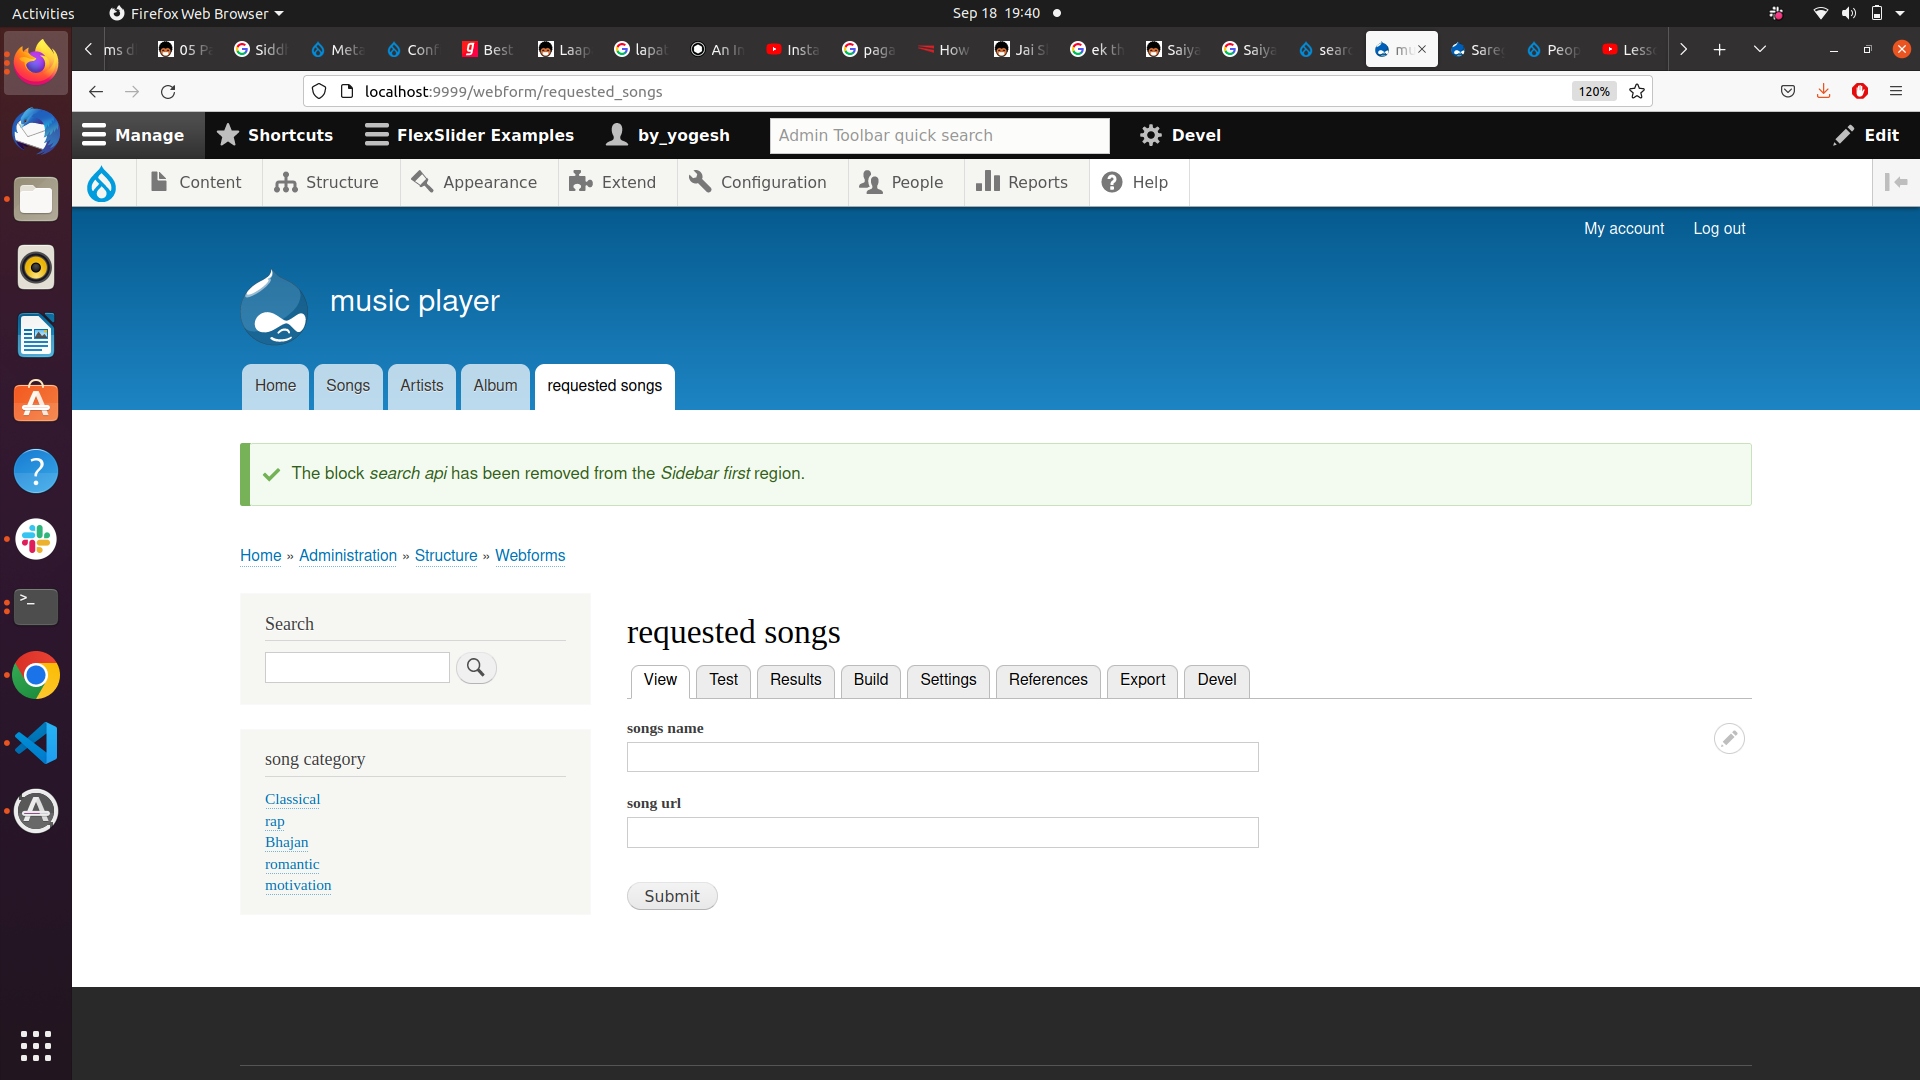 Activities Firefox Web Browser Sep 18 19:40
ms d 05 Pa Siddh Meta Conf Best Laap lapat An In Insta paga How Jai S ek th Saiya Saiya searc mu Sareg Peop Less
localhost:9999/webform/requested_songs 120%
Manage Shortcuts FlexSlider Examples by_yogesh Admin Toolbar quick search Devel Edit
Content Structure Appearance Extend Configuration People Reports Help
My account Log out
music player
Home Songs Artists Album requested songs
The block search api has been removed from the Sidebar first region.
Home » Administration » Structure » Webforms
Search
song category
Classical
rap
Bhajan
romantic
motivation
requested songs
View Test Results Build Settings References Export Devel
songs name
song url
Submit